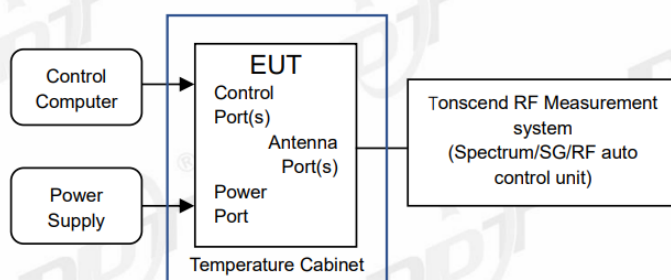 Control
Computer
Power
Supply
EUT
Control
Port(s)
Antenna
Port(s)
Power
Port
Temperature Cabinet
Tonscend RF Measurement
system
(Spectrum/SG/RF auto
control unit)